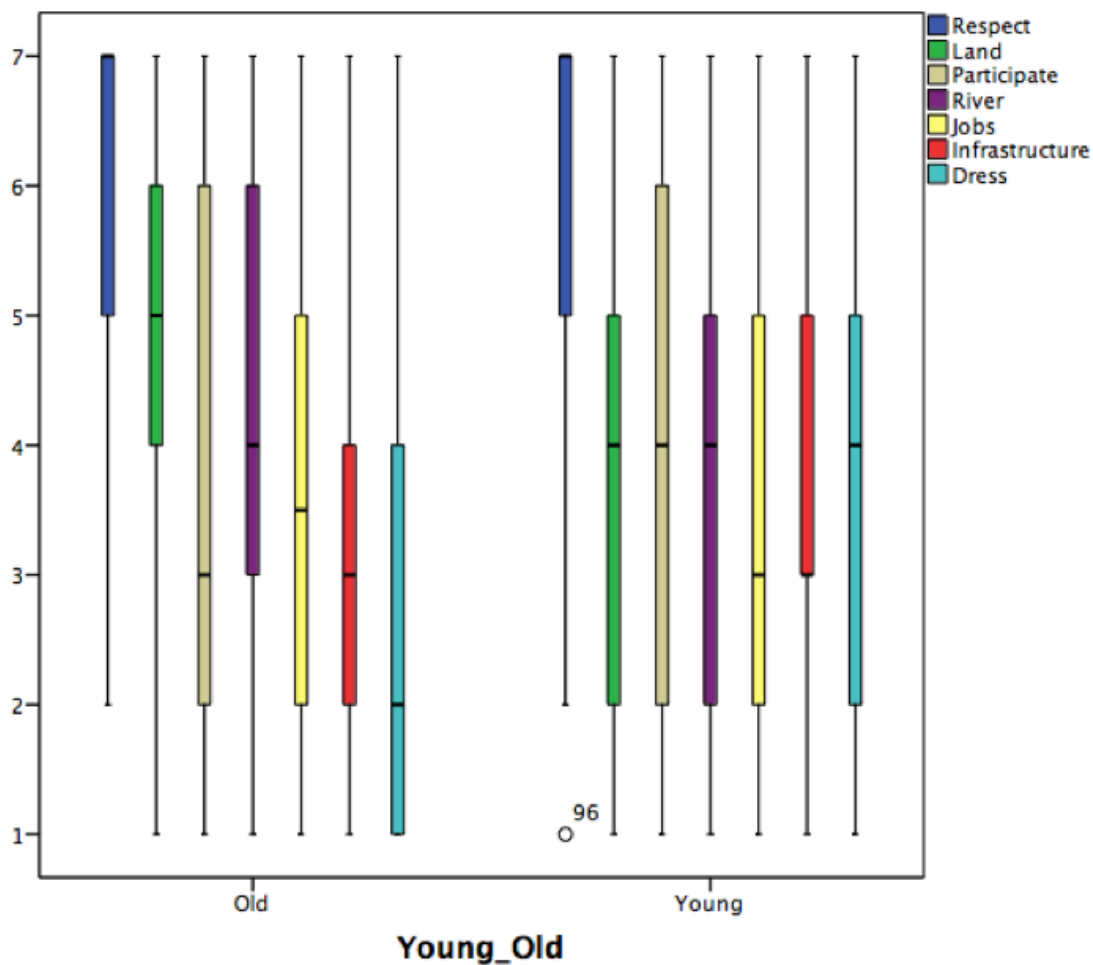 Respect
Land
Participate
River
Jobs
Infrastructure
Dress
7
6
5
4
3
2
1
96
Old Young
Young_Old